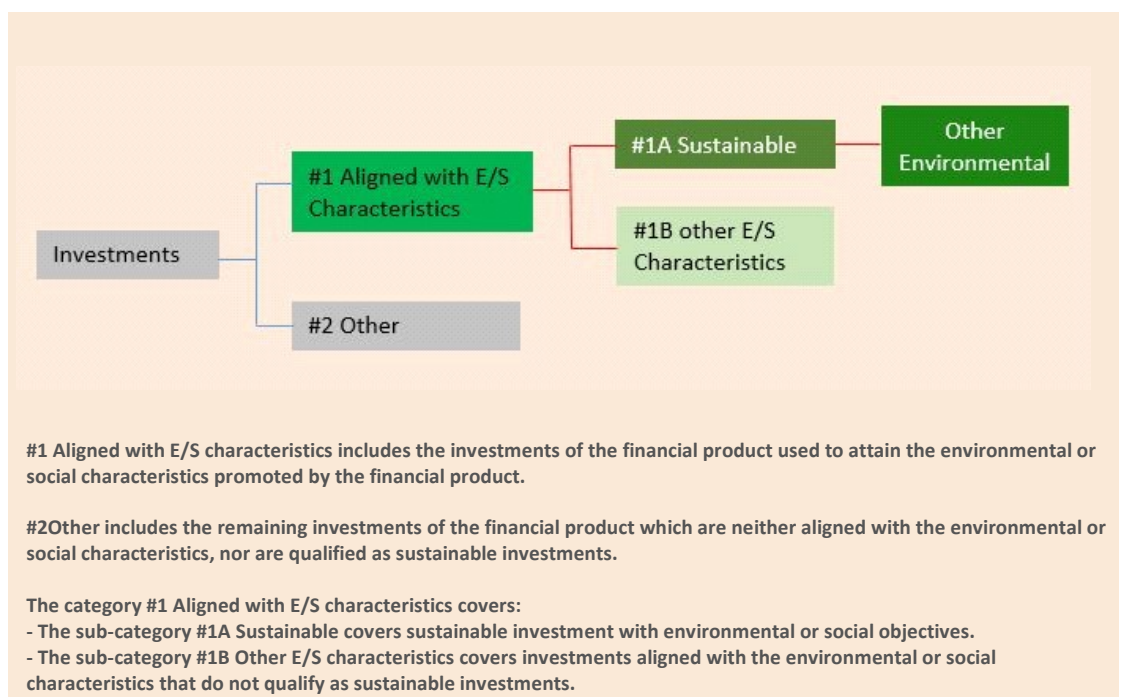 Other
Environmental
#1A Sustainable
#1 Aligned with E/S
Characteristics
#1B other E/S
Characteristics
Investments
#2 Other
#1 Aligned with E/S characteristics includes the investments of the financial product used to attain the environmental or
social characteristics promoted by the financial product.
#2Other includes the remaining investments of the financial product which are neither aligned with the environmental or
social characteristics, nor are qualified as sustainable investments.
The category #1 Aligned with E/S characteristics covers:
- The sub-category #1A Sustainable covers sustainable investment with environmental or social objectives.
- The sub-category #1B Other E/S characteristics covers investments aligned with the environmental or social
characteristics that do not qualify as sustainable investments.